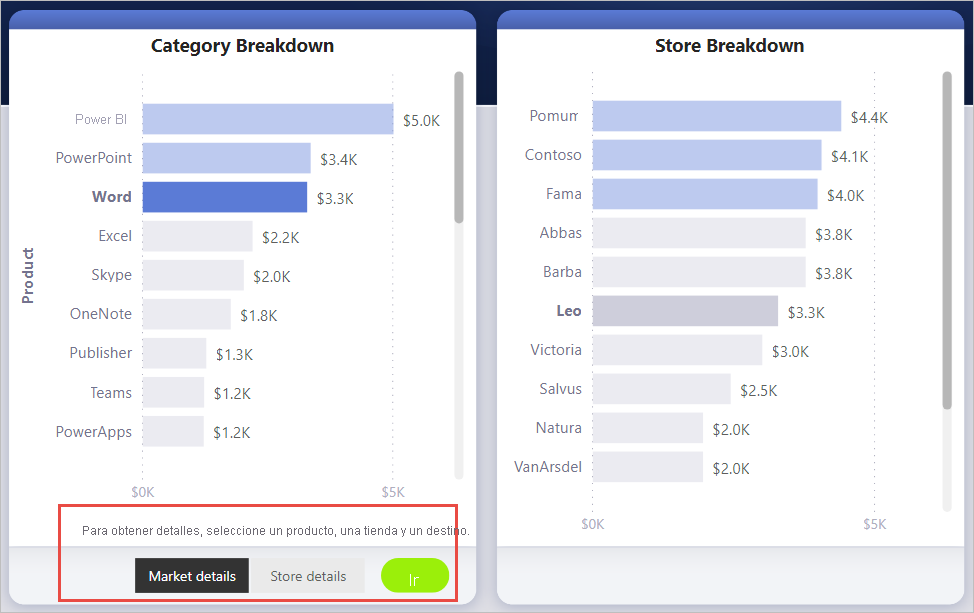 Category Breakdown
Product
Power BI $5.0K
PowerPoint $3.4K
Word $3.3K
Excel $2.2K
Skype $2.0K
OneNote $1.8K
Publisher $1.3K
Teams $1.2K
PowerApps $1.2K
$0K $5K
Para obtener detalles, seleccione un producto, una tienda y un destino.
Market details Store details Ir
Store Breakdown
Pomum $4.4K
Contoso $4.1K
Fama $4.0K
Abbas $3.8K
Barba $3.8K
Leo $3.3K
Victoria $3.0K
Salvus $2.5K
Natura $2.0K
VanArsdel $2.0K
$0K $5K